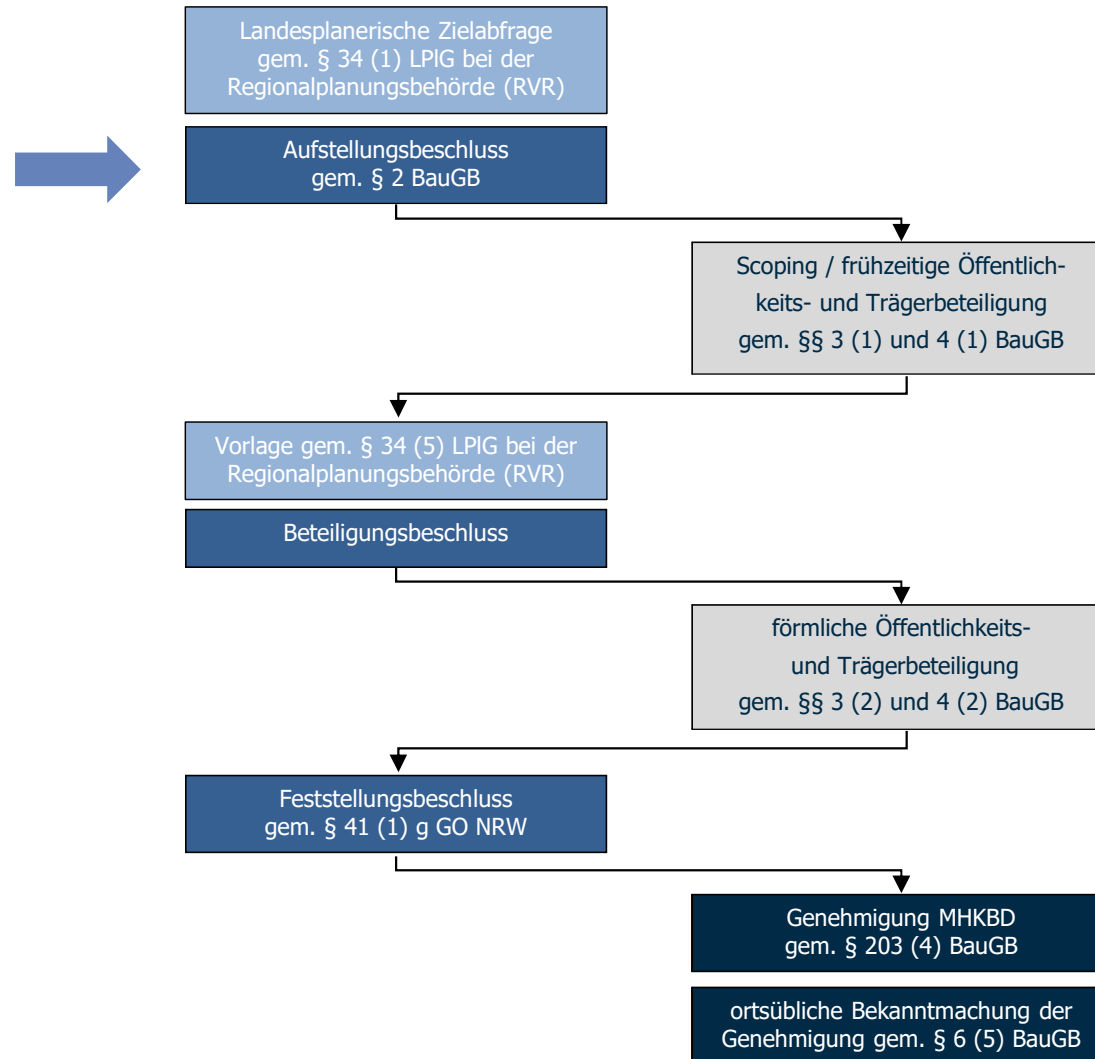 Landesplanerische Zielabfrage
gem. § 34 (1) LPlG bei der
Regionalplanungsbehörde (RVR)
Aufstellungsbeschluss
gem. § 2 BauGB
Scoping / frühzeitige Öffentlich-
keits- und Trägerbeteiligung
gem. §§ 3 (1) und 4 (1) BauGB
Vorlage gem. § 34 (5) LPlG bei der
Regionalplanungsbehörde (RVR)
Beteiligungsbeschluss
förmliche Öffentlichkeits-
und Trägerbeteiligung
gem. §§ 3 (2) und 4 (2) BauGB
Feststellungsbeschluss
gem. § 41 (1) g GO NRW
Genehmigung MHKBD
gem. § 203 (4) BauGB
ortsübliche Bekanntmachung der
Genehmigung gem. § 6 (5) BauGB